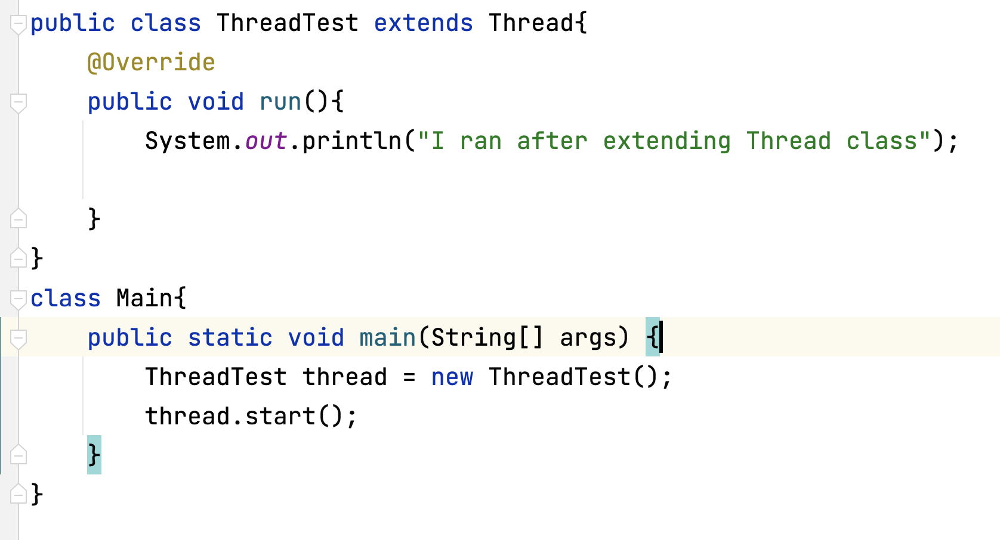 public class ThreadTest extends Thread{
    @Override
    public void run(){
        System.out.println("I ran after extending Thread class");
    }
}
class Main{
    public static void main(String[] args) {
        ThreadTest thread = new ThreadTest();
        thread.start();
    }
}